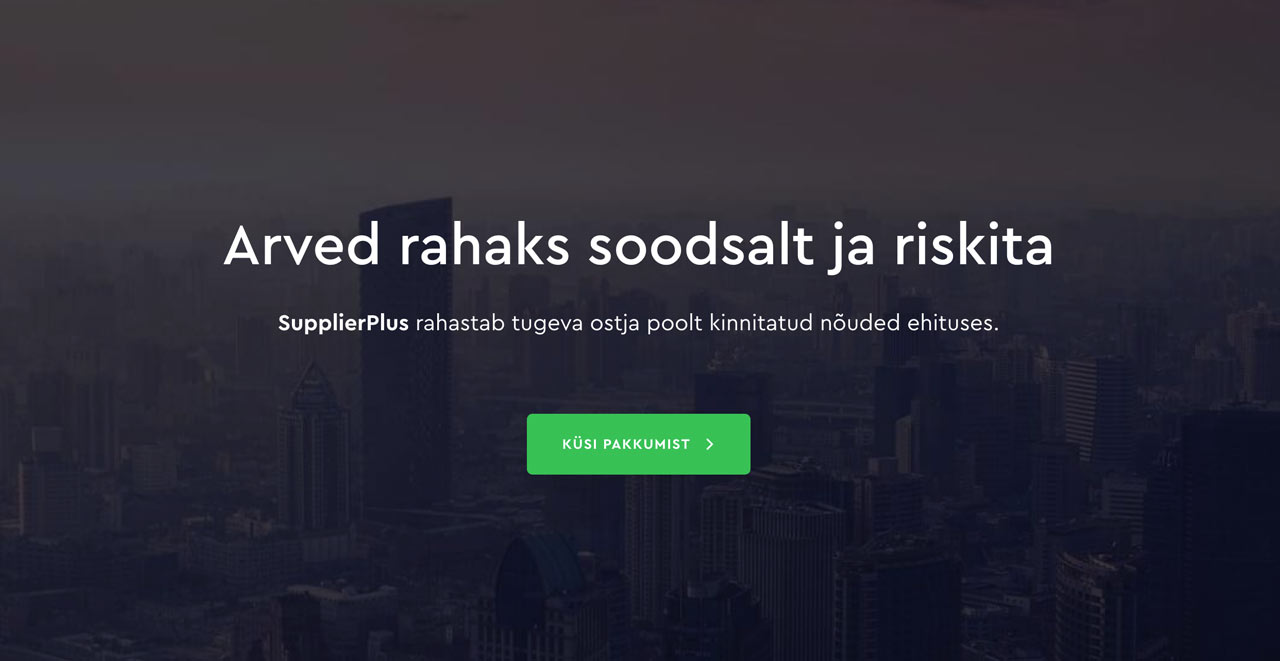 Arved rahaks soodsalt ja riskita
SupplierPlus rahastab tugeva ostja poolt kinnitatud nõuded ehituses.
KÜSI PAKKUMIST